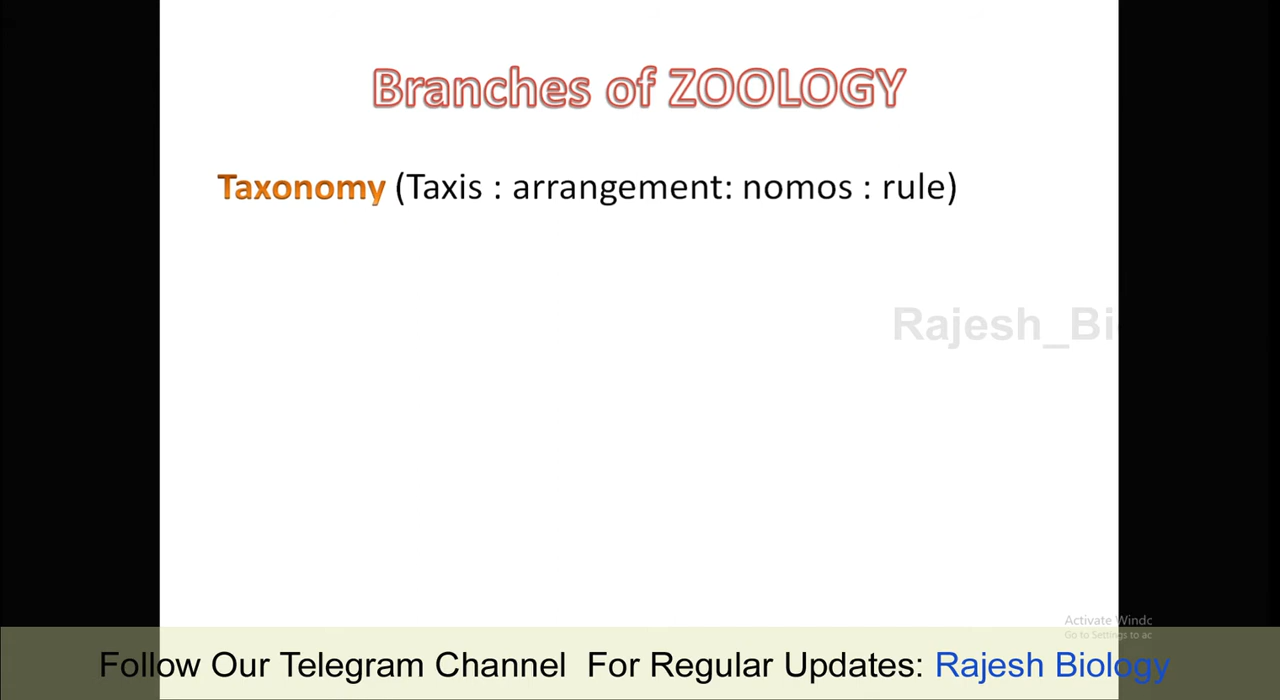 Branches of ZOOLOGY
Taxonomy (Taxis : arrangement: nomos : rule)
Rajesh_Bi
Activate Windc
Go to Settings to ac
Follow Our Telegram Channel For Regular Updates: Rajesh Biology